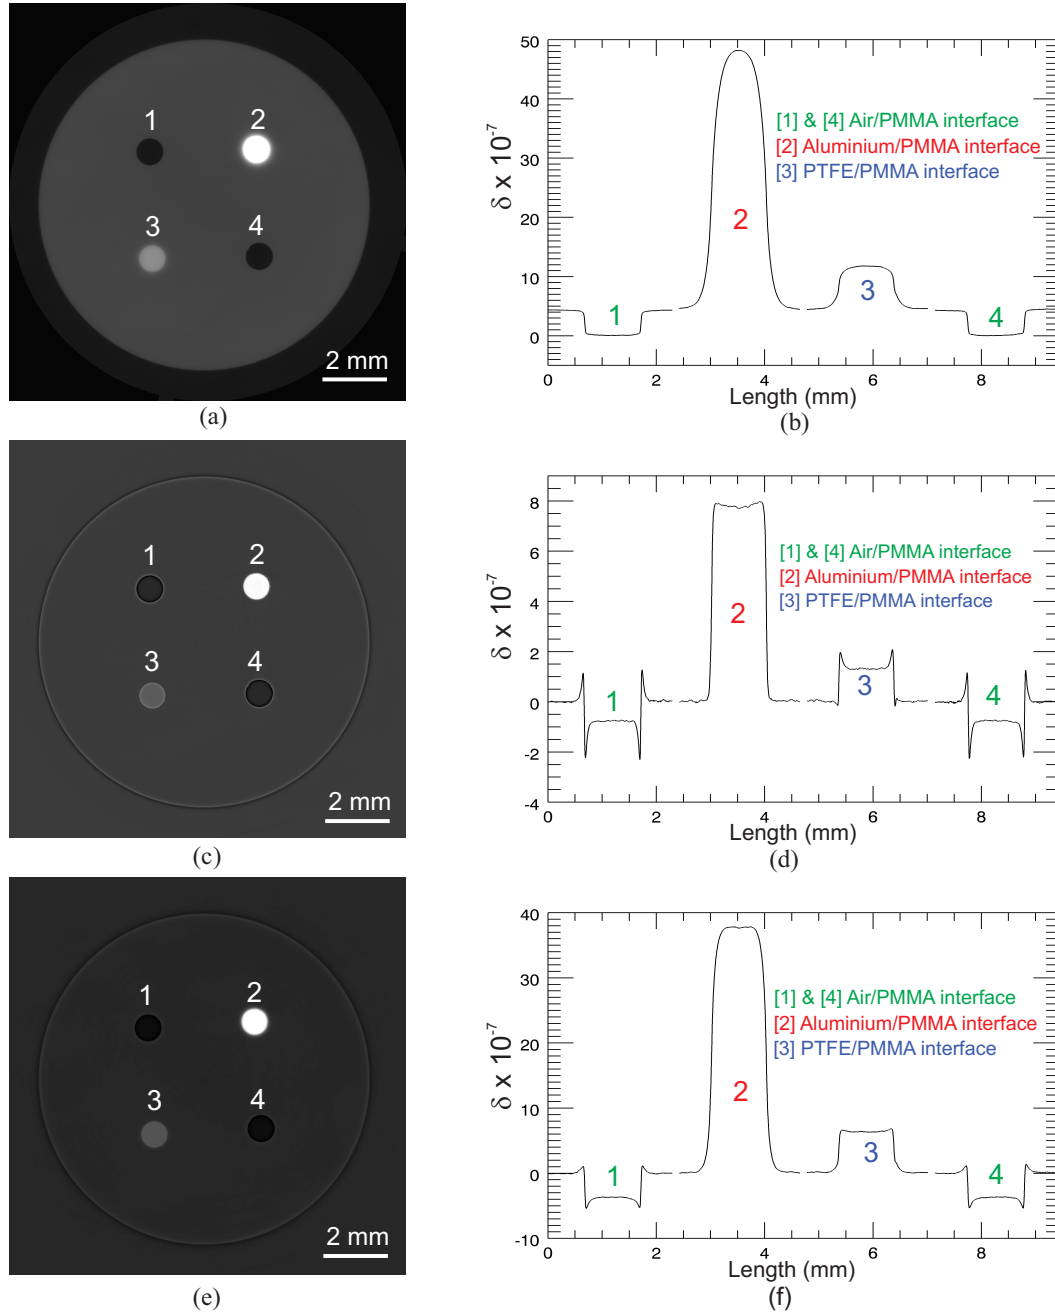 1
2
3
4
2 mm
(a)
50
40
30
20
10
0
δ x 10-7
[1] & [4] Air/PMMA interface
[2] Aluminium/PMMA interface
[3] PTFE/PMMA interface
1
2
3
4
0 2 4 6 8
Length (mm)
(b)
1
2
3
4
2 mm
(c)
8
6
4
2
0
-2
-4
δ x 10-7
[1] & [4] Air/PMMA interface
[2] Aluminium/PMMA interface
[3] PTFE/PMMA interface
1
2
3
4
0 2 4 6 8
Length (mm)
(d)
1
2
3
4
2 mm
(e)
40
30
20
10
0
-10
δ x 10-7
[1] & [4] Air/PMMA interface
[2] Aluminium/PMMA interface
[3] PTFE/PMMA interface
1
2
3
4
0 2 4 6 8
Length (mm)
(f)